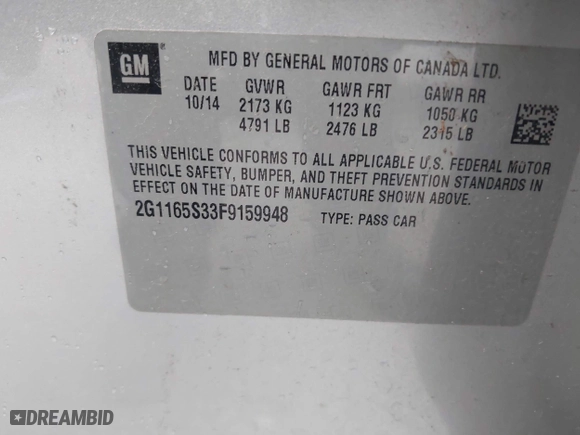 GM
MFD BY GENERAL MOTORS OF CANADA LTD.
DATE GVWR GAWR FRT GAWR RR
10/14 2173 KG 1123 KG 1050 KG
4791 LB 2476 LB 2315 LB
THIS VEHICLE CONFORMS TO ALL APPLICABLE U.S. FEDERAL MOTOR
VEHICLE SAFETY, BUMPER, AND THEFT PREVENTION STANDARDS IN
EFFECT ON THE DATE OF MANUFACTURE SHOWN ABOVE.
2G1165S33F9159948 TYPE: PASS CAR
DREAMBID